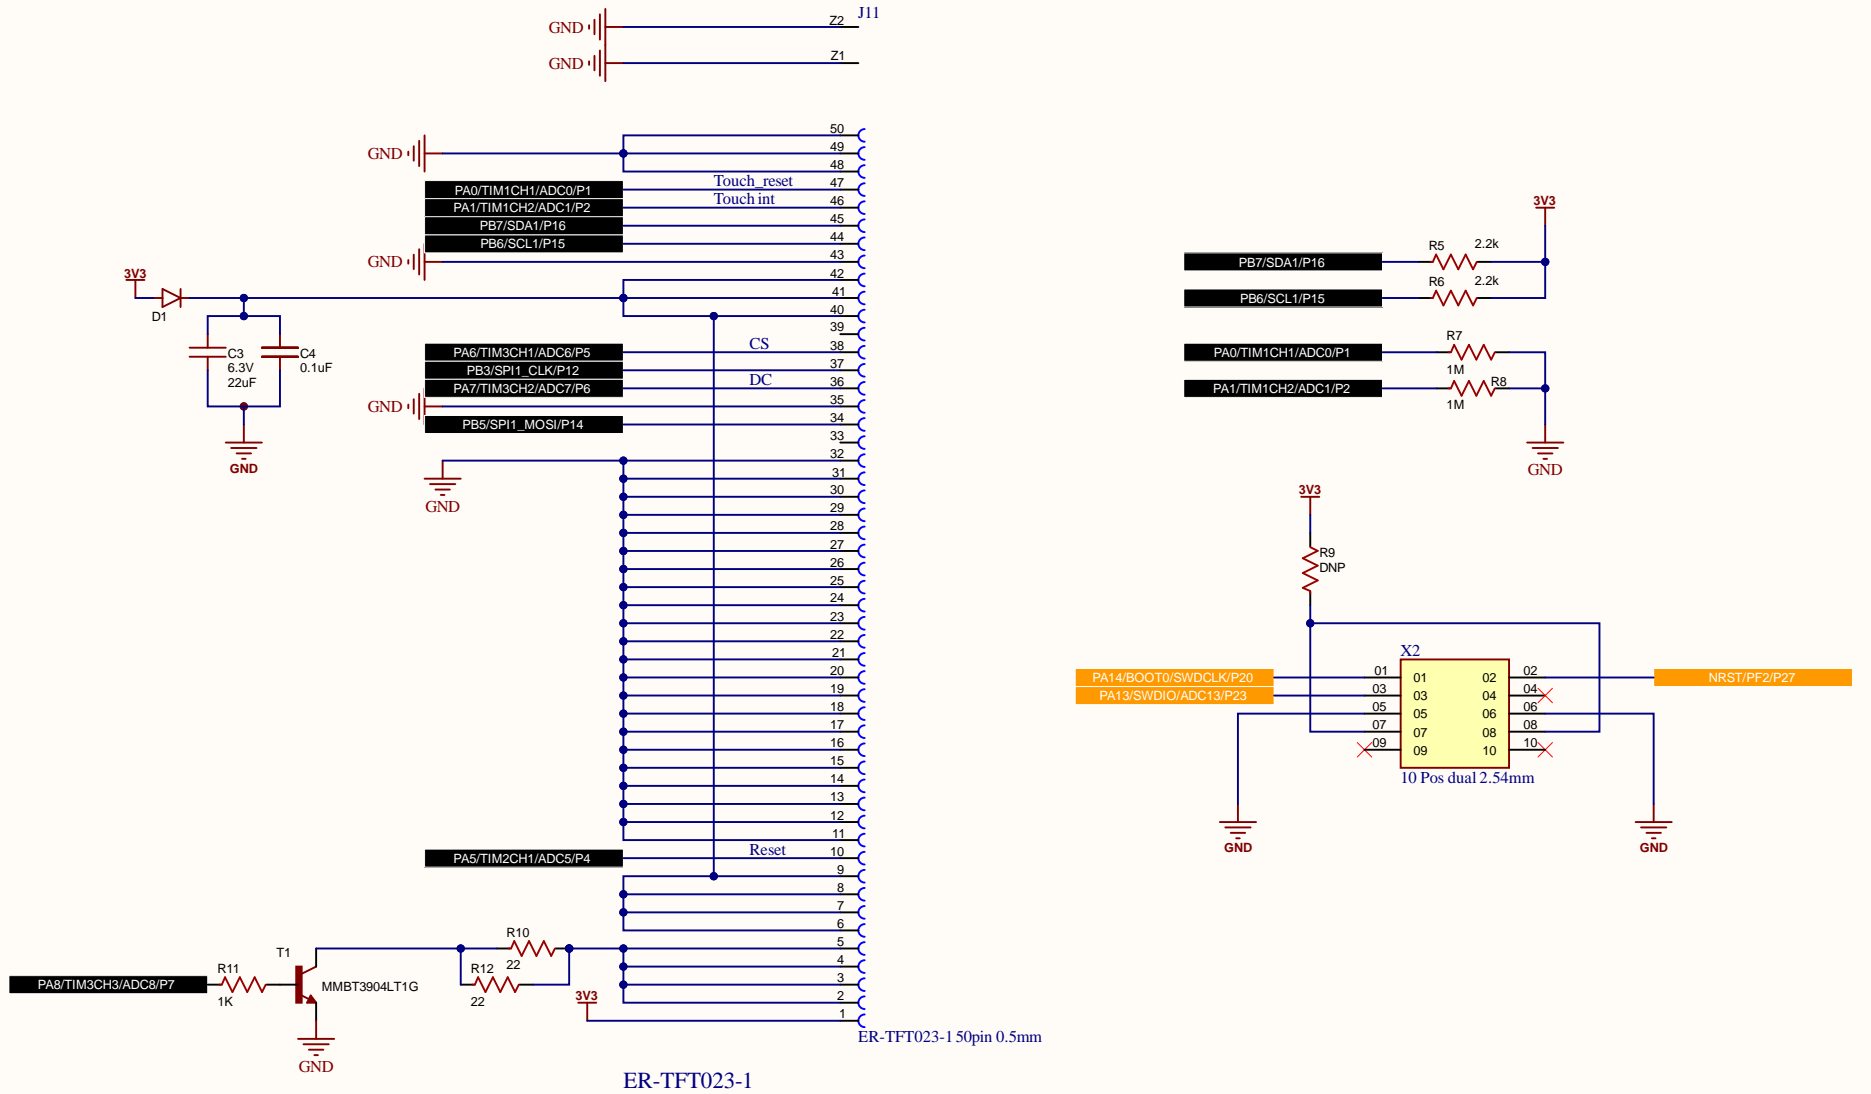 J11
GND Z2
GND Z1
50
GND 49
48
PA0/TIM1CH1/ADC0/P1 Touch_reset 47
PA1/TIM1CH2/ADC1/P2 Touch int 46
PB7/SDA1/P16 45
PB6/SCL1/P15 44
GND 43
42
3V3 41
D1
40
39
C3
6.3V
22uF
C4
0.1uF
GND
PA6/TIM3CH1/ADC6/P5 CS 38
PB3/SPI1_CLK/P12 37
PA7/TIM3CH2/ADC7/P6 DC 36
GND 35
PB5/SPI1_MOSI/P14 34
33
32
GND
31
30
29
28
27
26
25
24
23
22
21
20
19
18
17
16
15
14
13
12
11
PA5/TIM2CH1/ADC5/P4 Reset 10
9
8
7
6
5
4
3
2
1
R10
22
R12
22
3V3
T1
MMBT3904LT1G
R11
1K
PA8/TIM3CH3/ADC8/P7
GND
ER-TFT023-1 50pin 0.5mm
ER-TFT023-1
3V3
PB7/SDA1/P16 R5 2.2k
PB6/SCL1/P15 R6 2.2k
PA0/TIM1CH1/ADC0/P1 R7
1M
PA1/TIM1CH2/ADC1/P2 R8
1M
GND
3V3
R9
DNP
X2
PA14/BOOT0/SWDCLK/P20 01 01 02 02 NRST/PF2/P27
PA13/SWDIO/ADC13/P23 03 03 04 04
05 05 06 06
07 07 08 08
09 09 10 10
10 Pos dual 2.54mm
GND
GND